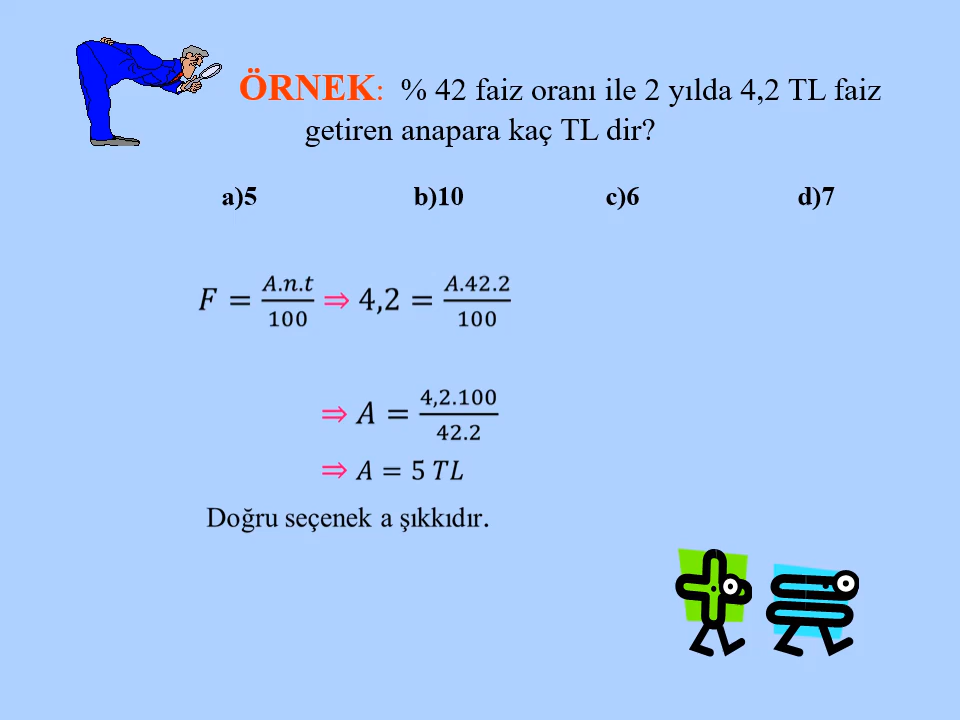 ÖRNEK: % 42 faiz oranı ile 2 yılda 4,2 TL faiz
getiren anapara kaç TL dir?
a)5 b)10 c)6 d)7
F = A.n.t/100 ⇒ 4,2 = A.42.2/100
⇒ A = 4,2.100/42.2
⇒ A = 5 TL
Doğru seçenek a şıkkıdır.